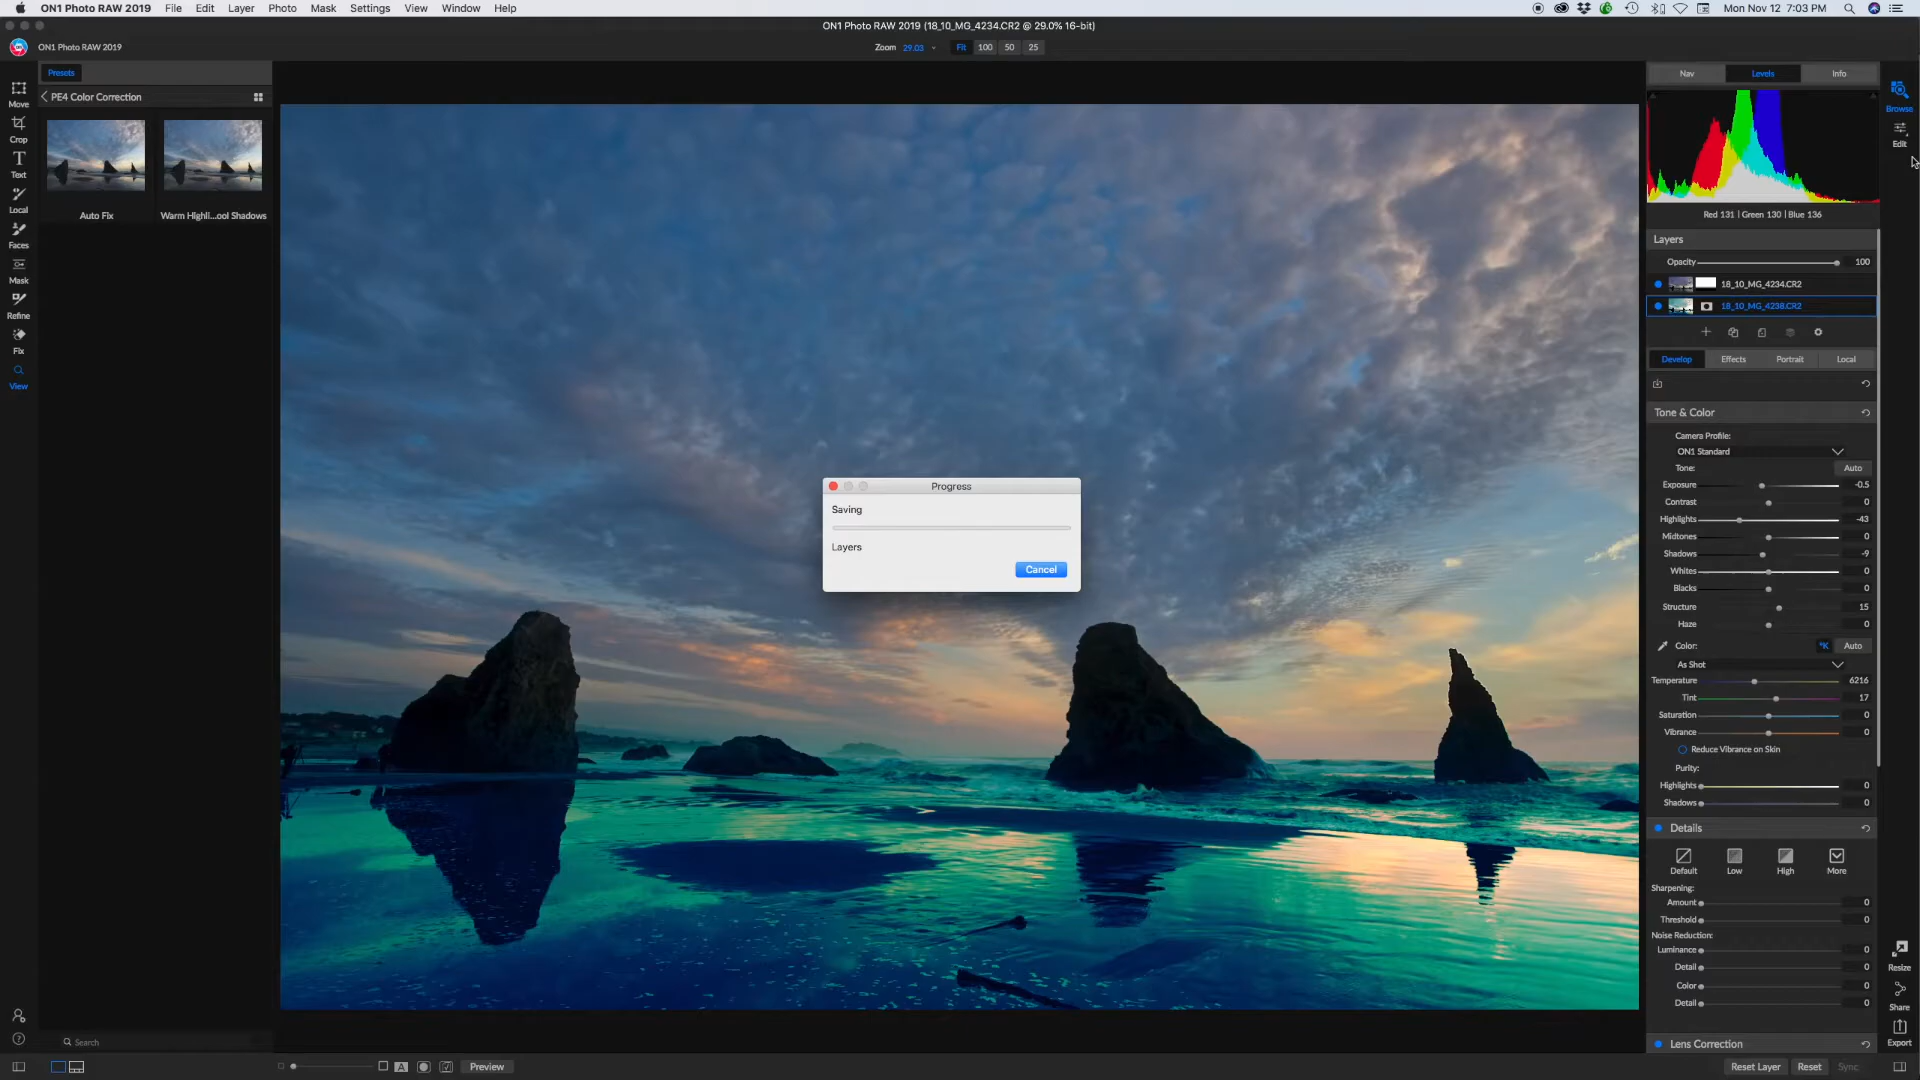 ON1 Photo RAW 2019 File Edit Layer Photo Mask Settings View Window Help Mon Nov 12 7:03 PM
ON1 Photo RAW 2019 (18_10_MG_4234.CR2 @ 29.0% 16-bit)
ON1 Photo RAW 2019 Zoom 29.03 Fit 100 50 25
Presets
PE4 Color Correction
Auto Fix Warm Highli...ool Shadows
Move
Crop
Text
Local
Faces
Mask
Refine
Fix
View
Search
Progress
Saving
Layers
Cancel
Nav Levels Info
Red 131 | Green 130 | Blue 136
Layers
Opacity 100
18_10_MG_4234.CR2
18_10_MG_4238.CR2
Develop Effects Portrait Local
Tone & Color
Camera Profile:
ON1 Standard
Tone: Auto
Exposure -0.5
Contrast 0
Highlights -43
Midtones 0
Shadows -9
Whites 0
Blacks 0
Structure 15
Haze 0
Color: °K Auto
As Shot
Temperature 6216
Tint 17
Saturation 0
Vibrance 0
Reduce Vibrance on Skin
Purity:
Highlights 0
Shadows 0
Details
Default Low High More
Sharpening:
Amount 0
Threshold 0
Noise Reduction:
Luminance 0
Detail 0
Color 0
Detail 0
Lens Correction
Browse
Edit
Resize
Share
Export
A Preview Reset Layer Reset Sync